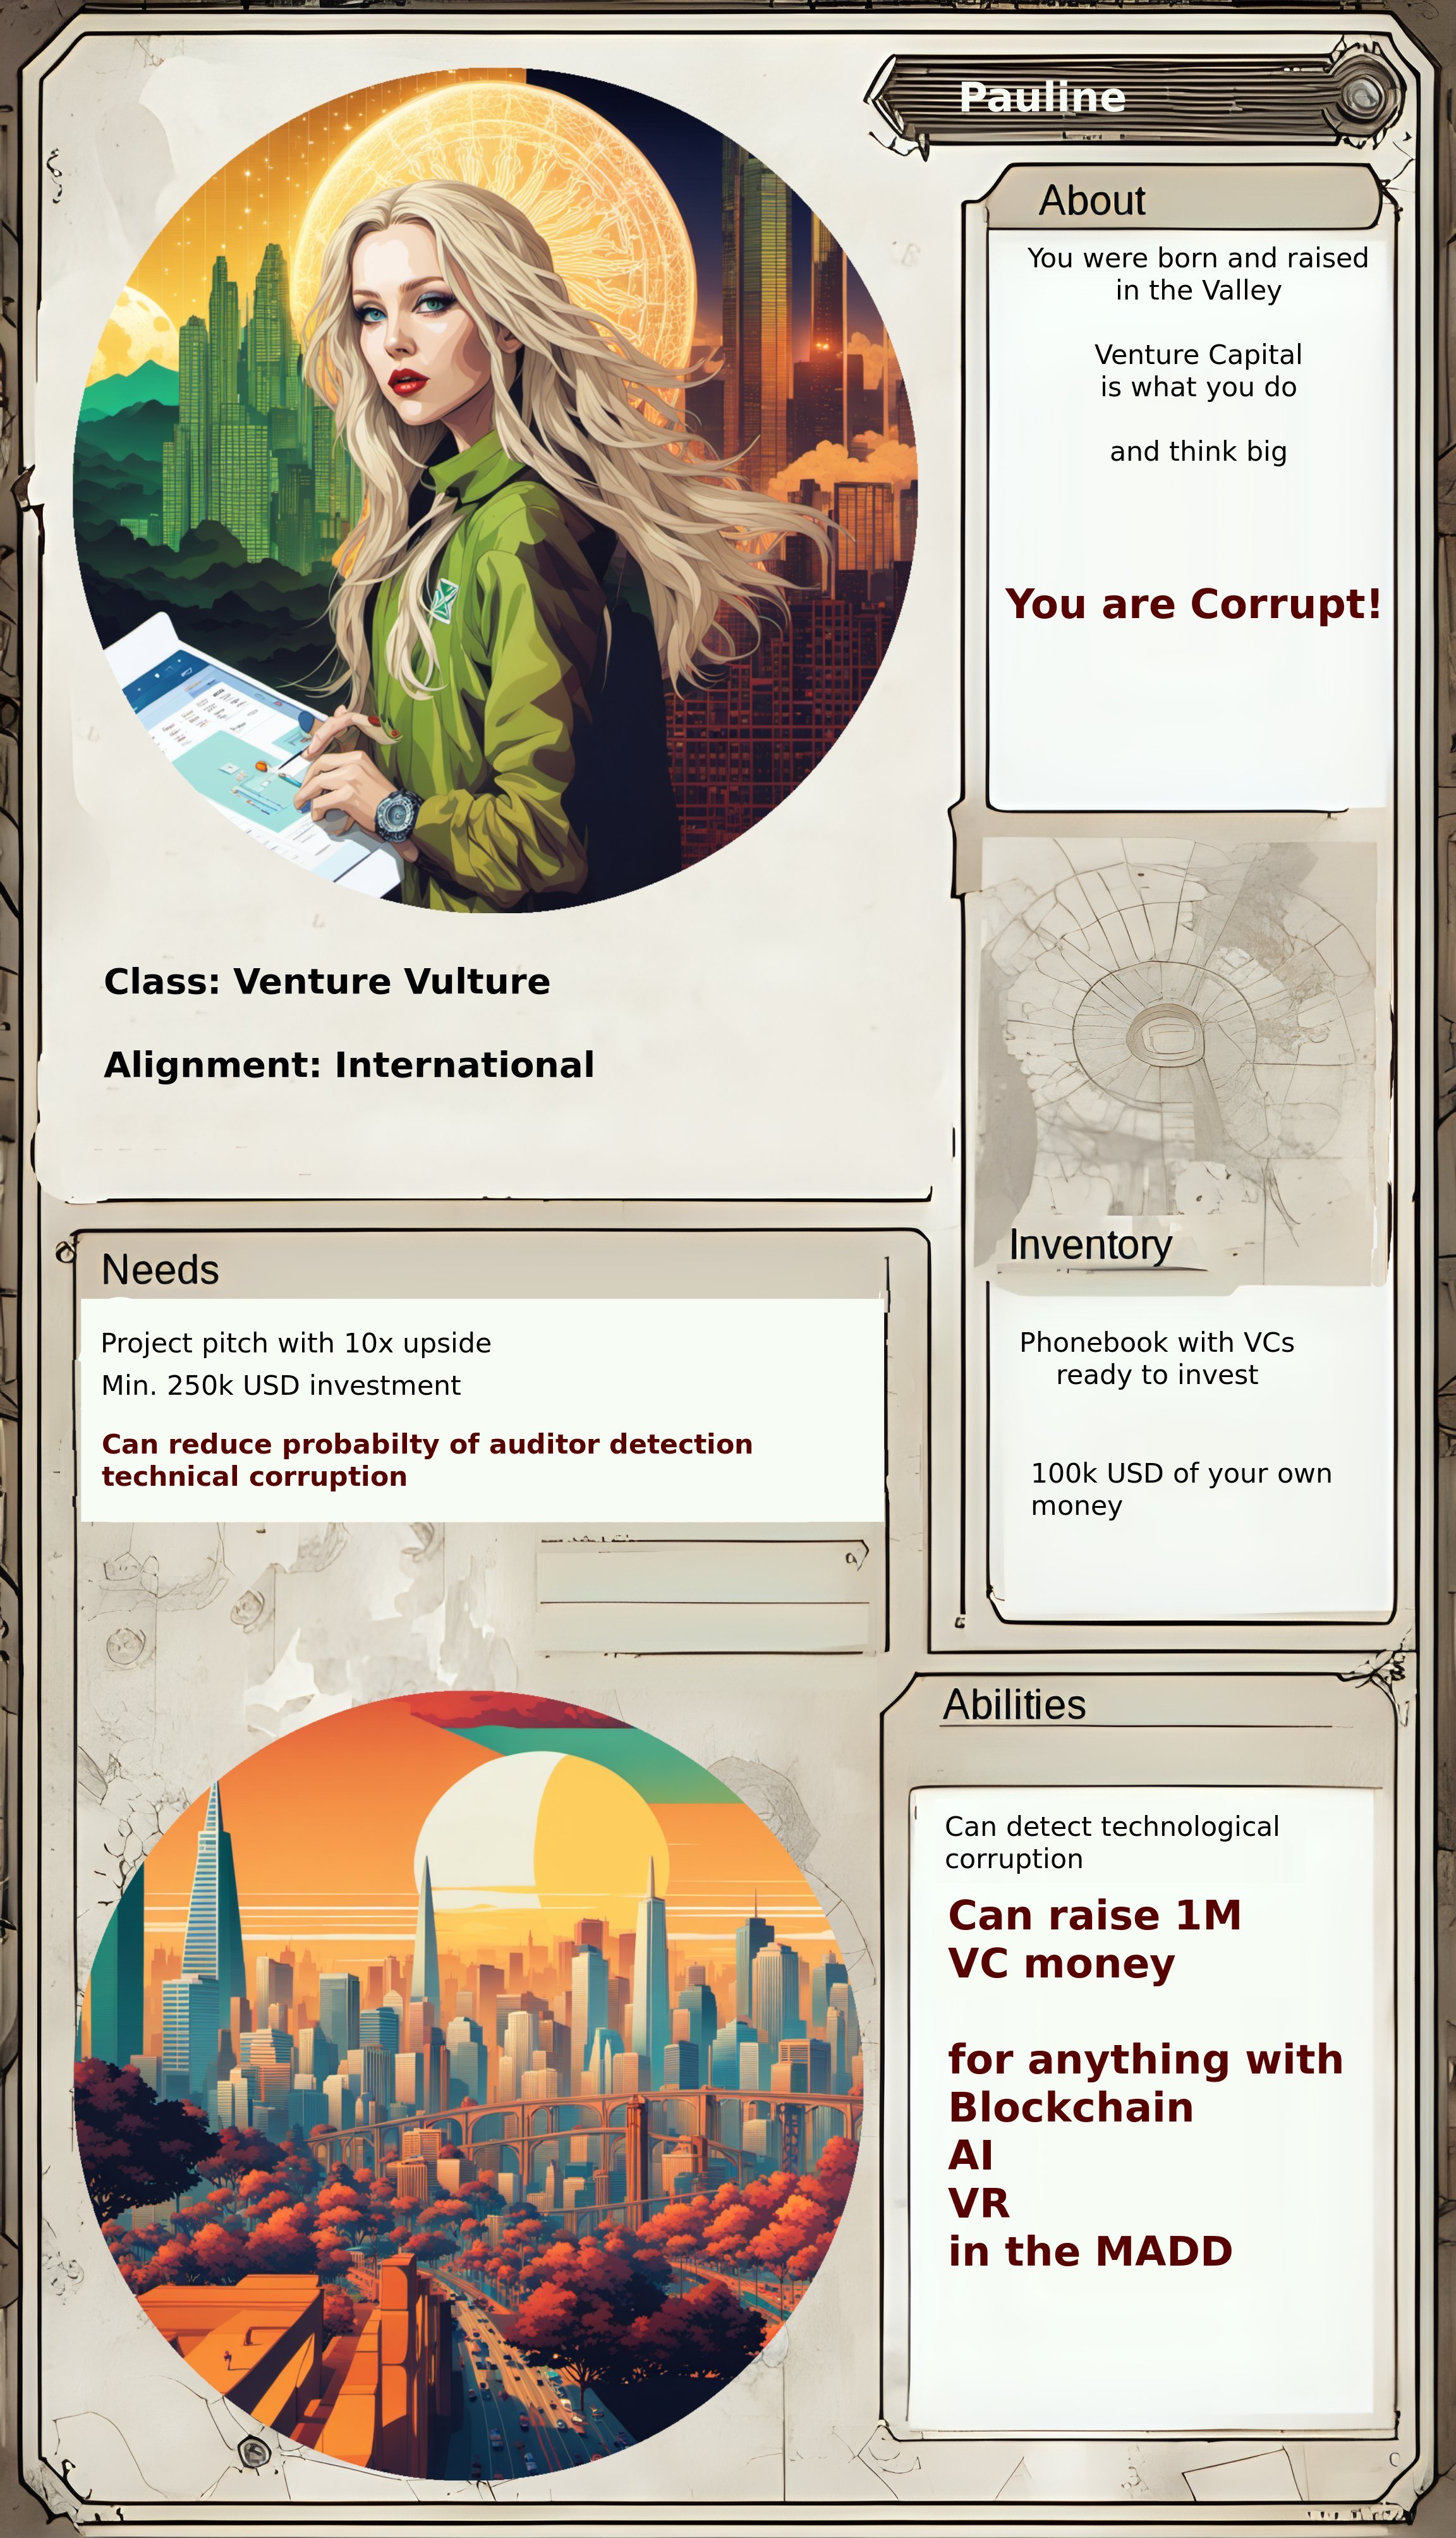 Pauline
About
You were born and raised
in the Valley
Venture Capital
is what you do
and think big
You are Corrupt!
Class: Venture Vulture
Alignment: International
Needs
Project pitch with 10x upside
Min. 250k USD investment
Can reduce probabilty of auditor detection
technical corruption
Inventory
Phonebook with VCs
ready to invest
100k USD of your own
money
Abilities
Can detect technological
corruption
Can raise 1M
VC money
for anything with
Blockchain
AI
VR
in the MADD